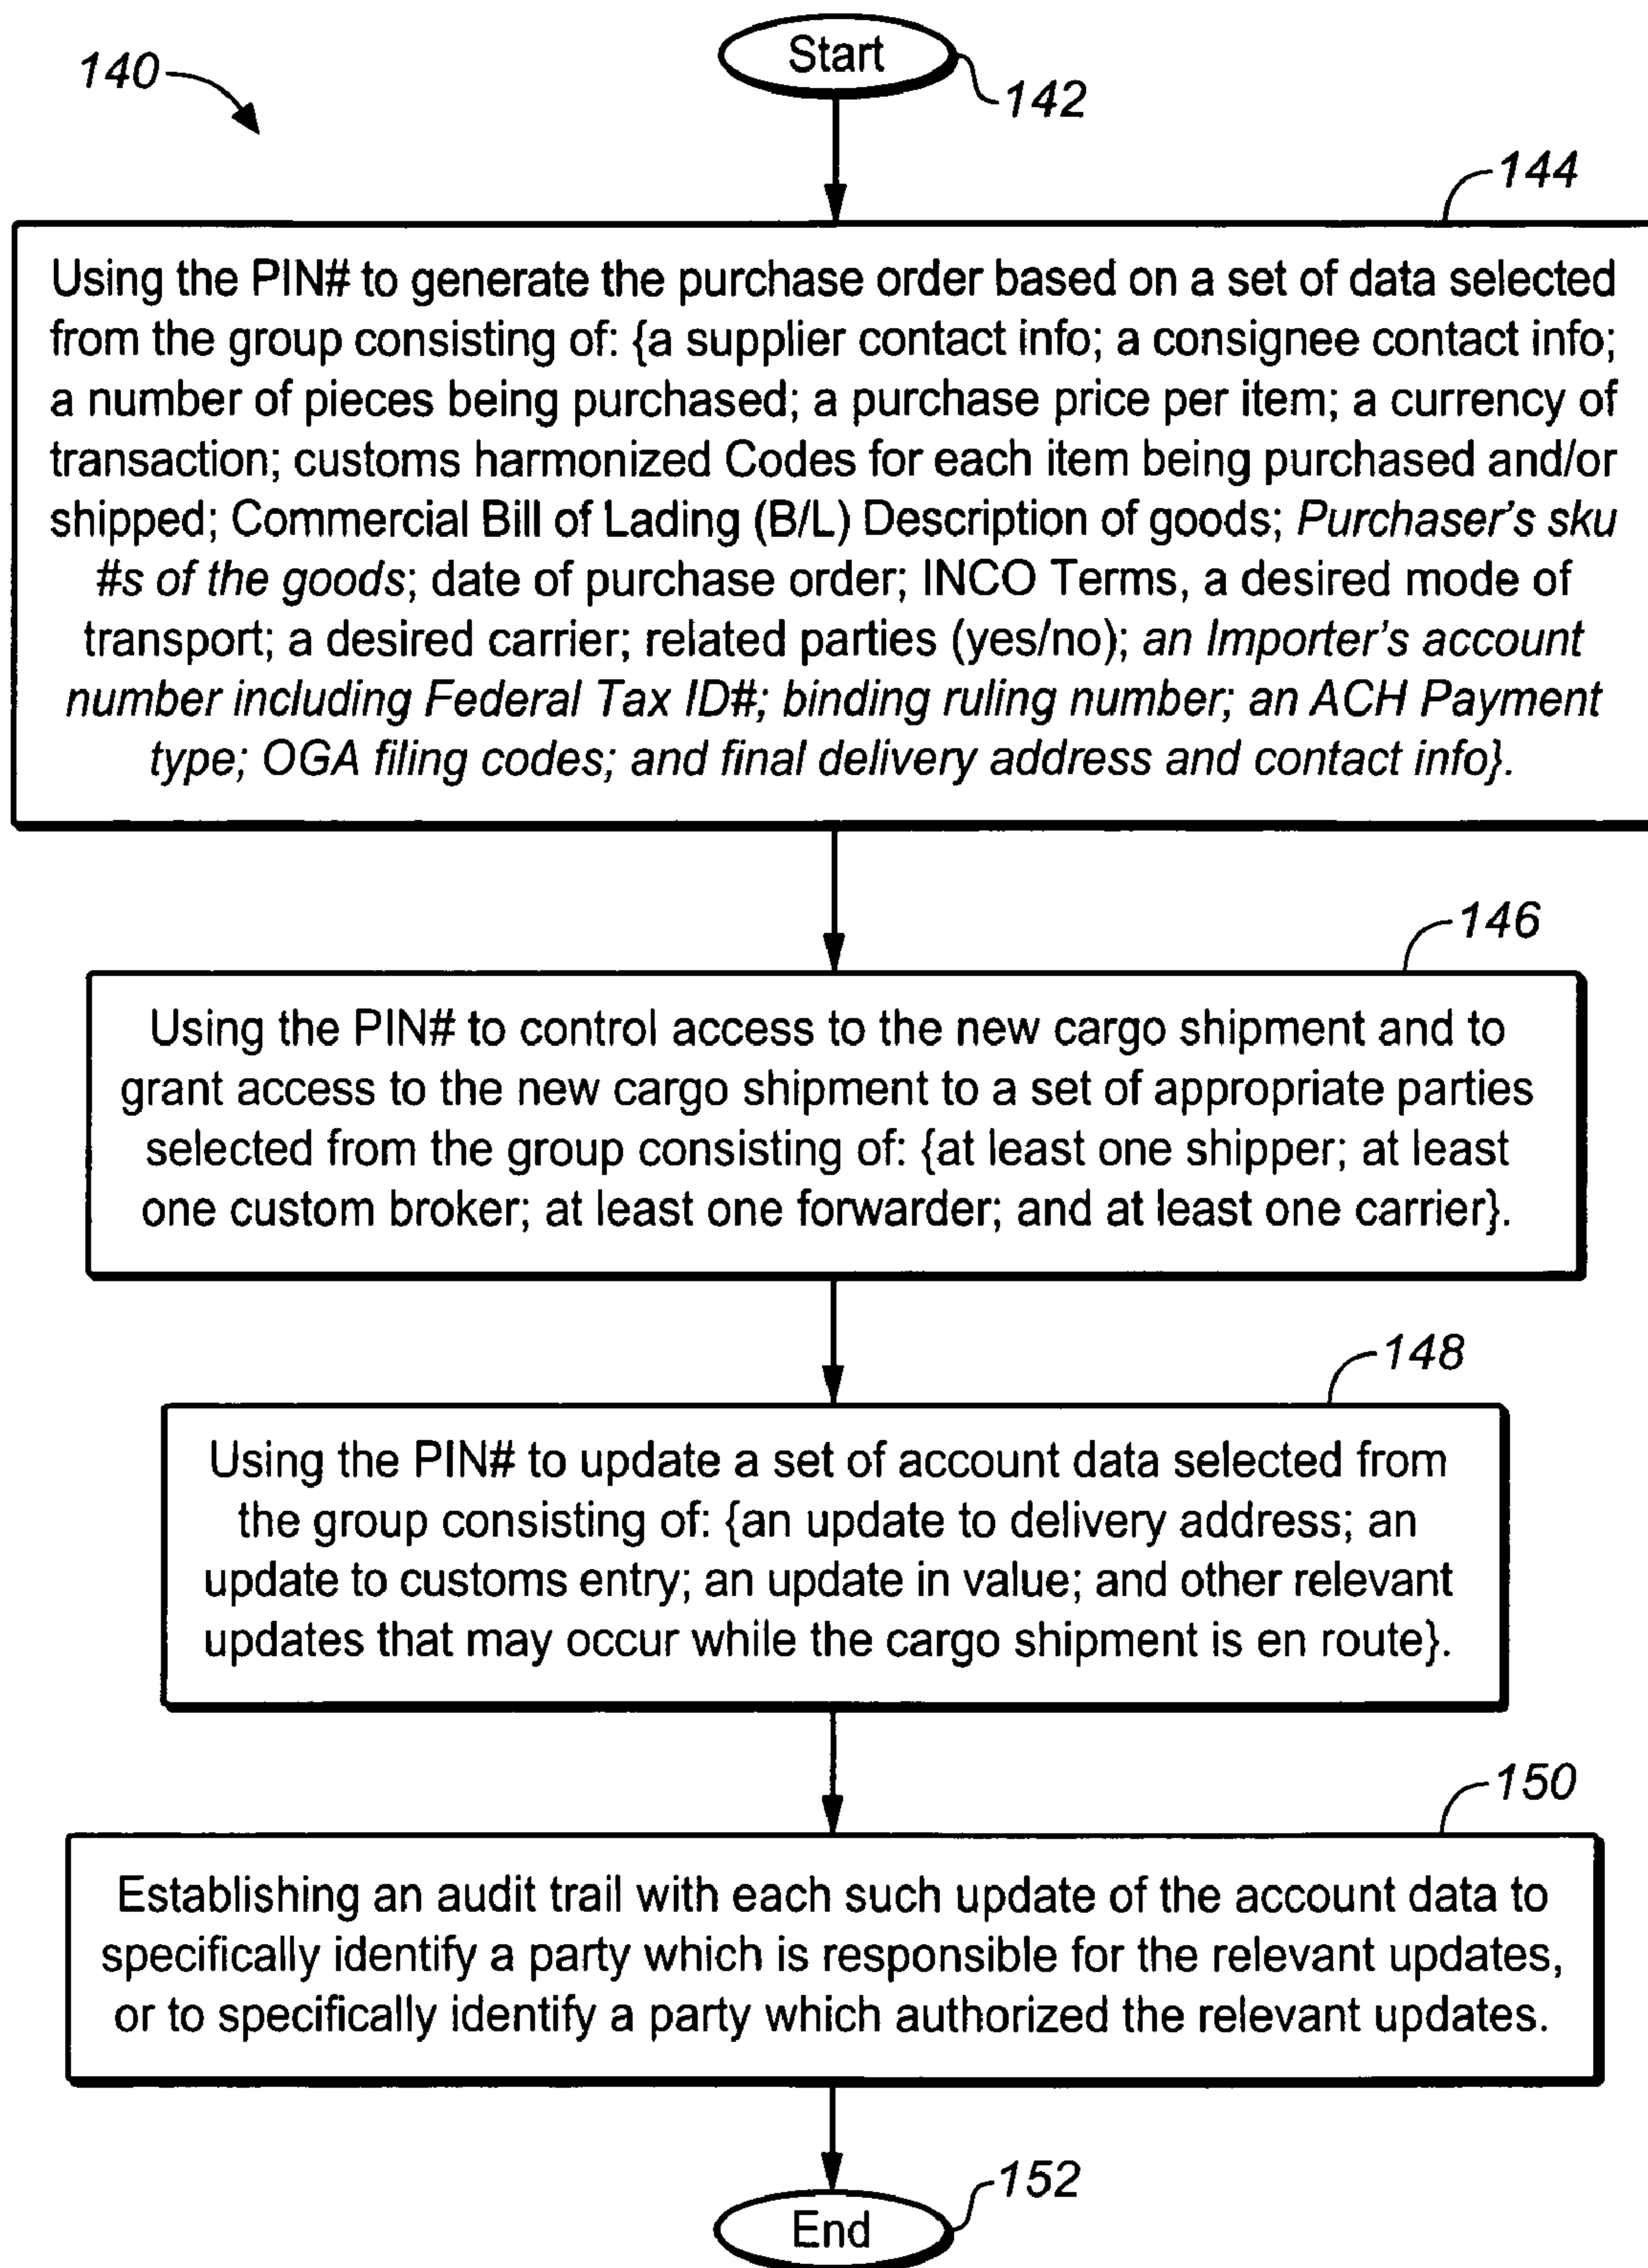 140
Start
142
144
Using the PIN# to generate the purchase order based on a set of data selected
from the group consisting of: {a supplier contact info; a consignee contact info;
a number of pieces being purchased; a purchase price per item; a currency of
transaction; customs harmonized Codes for each item being purchased and/or
shipped; Commercial Bill of Lading (B/L) Description of goods; Purchaser's sku
#s of the goods; date of purchase order; INCO Terms, a desired mode of
transport; a desired carrier; related parties (yes/no); an Importer's account
number including Federal Tax ID#; binding ruling number; an ACH Payment
type; OGA filing codes; and final delivery address and contact info}.
146
Using the PIN# to control access to the new cargo shipment and to
grant access to the new cargo shipment to a set of appropriate parties
selected from the group consisting of: {at least one shipper; at least
one custom broker; at least one forwarder; and at least one carrier}.
148
Using the PIN# to update a set of account data selected from
the group consisting of: {an update to delivery address; an
update to customs entry; an update in value; and other relevant
updates that may occur while the cargo shipment is en route}.
150
Establishing an audit trail with each such update of the account data to
specifically identify a party which is responsible for the relevant updates,
or to specifically identify a party which authorized the relevant updates.
152
End